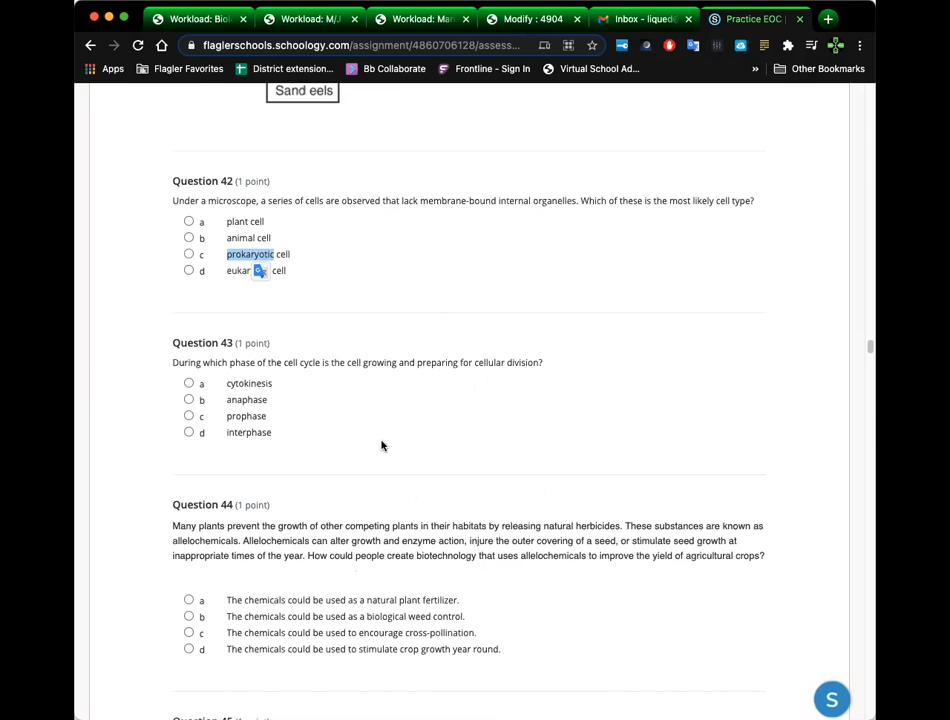 Workload: Biol
Workload: M/J
Workload: Mar
Modify : 4904
Inbox - liqued
Practice EOC
flaglerschools.schoology.com/assignment/4860706128/assess...
Apps
Flagler Favorites
District extension...
Bb Collaborate
Frontline - Sign In
Virtual School Ad...
»
Other Bookmarks
Sand eels
Question 42 (1 point)
Under a microscope, a series of cells are observed that lack membrane-bound internal organelles. Which of these is the most likely cell type?
a plant cell
b animal cell
c prokaryotic cell
d eukar cell
Question 43 (1 point)
During which phase of the cell cycle is the cell growing and preparing for cellular division?
a cytokinesis
b anaphase
c prophase
d interphase
Question 44 (1 point)
Many plants prevent the growth of other competing plants in their habitats by releasing natural herbicides. These substances are known as
allelochemicals. Allelochemicals can alter growth and enzyme action, injure the outer covering of a seed, or stimulate seed growth at
inappropriate times of the year. How could people create biotechnology that uses allelochemicals to improve the yield of agricultural crops?
a The chemicals could be used as a natural plant fertilizer.
b The chemicals could be used as a biological weed control.
c The chemicals could be used to encourage cross-pollination.
d The chemicals could be used to stimulate crop growth year round.
S